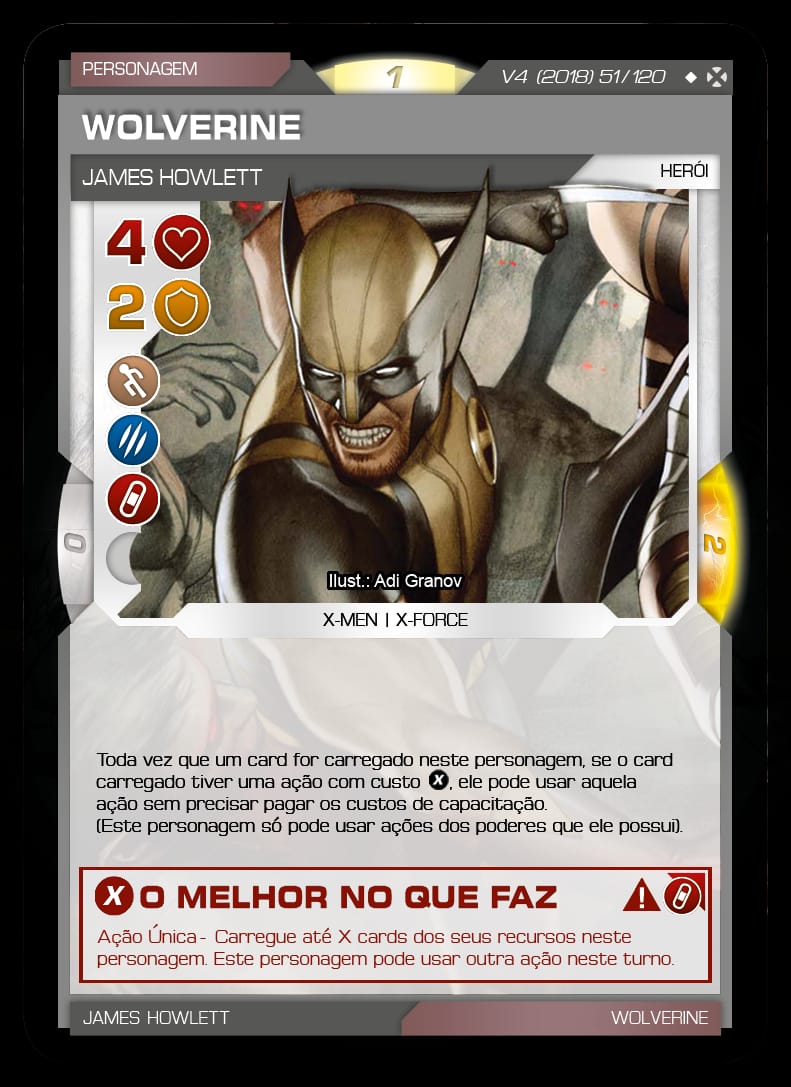 PERSONAGEM
1
V4 (2018) 51/120
WOLVERINE
JAMES HOWLETT
HERÓI
4
2
0
2
Ilust.: Adi Granov
X-MEN | X-FORCE
Toda vez que um card for carregado neste personagem, se o card
carregado tiver uma ação com custo X, ele pode usar aquela
ação sem precisar pagar os custos de capacitação.
(Este personagem só pode usar ações dos poderes que ele possui).
X O MELHOR NO QUE FAZ
Ação Única - Carregue até X cards dos seus recursos neste
personagem. Este personagem pode usar outra ação neste turno.
JAMES HOWLETT
WOLVERINE